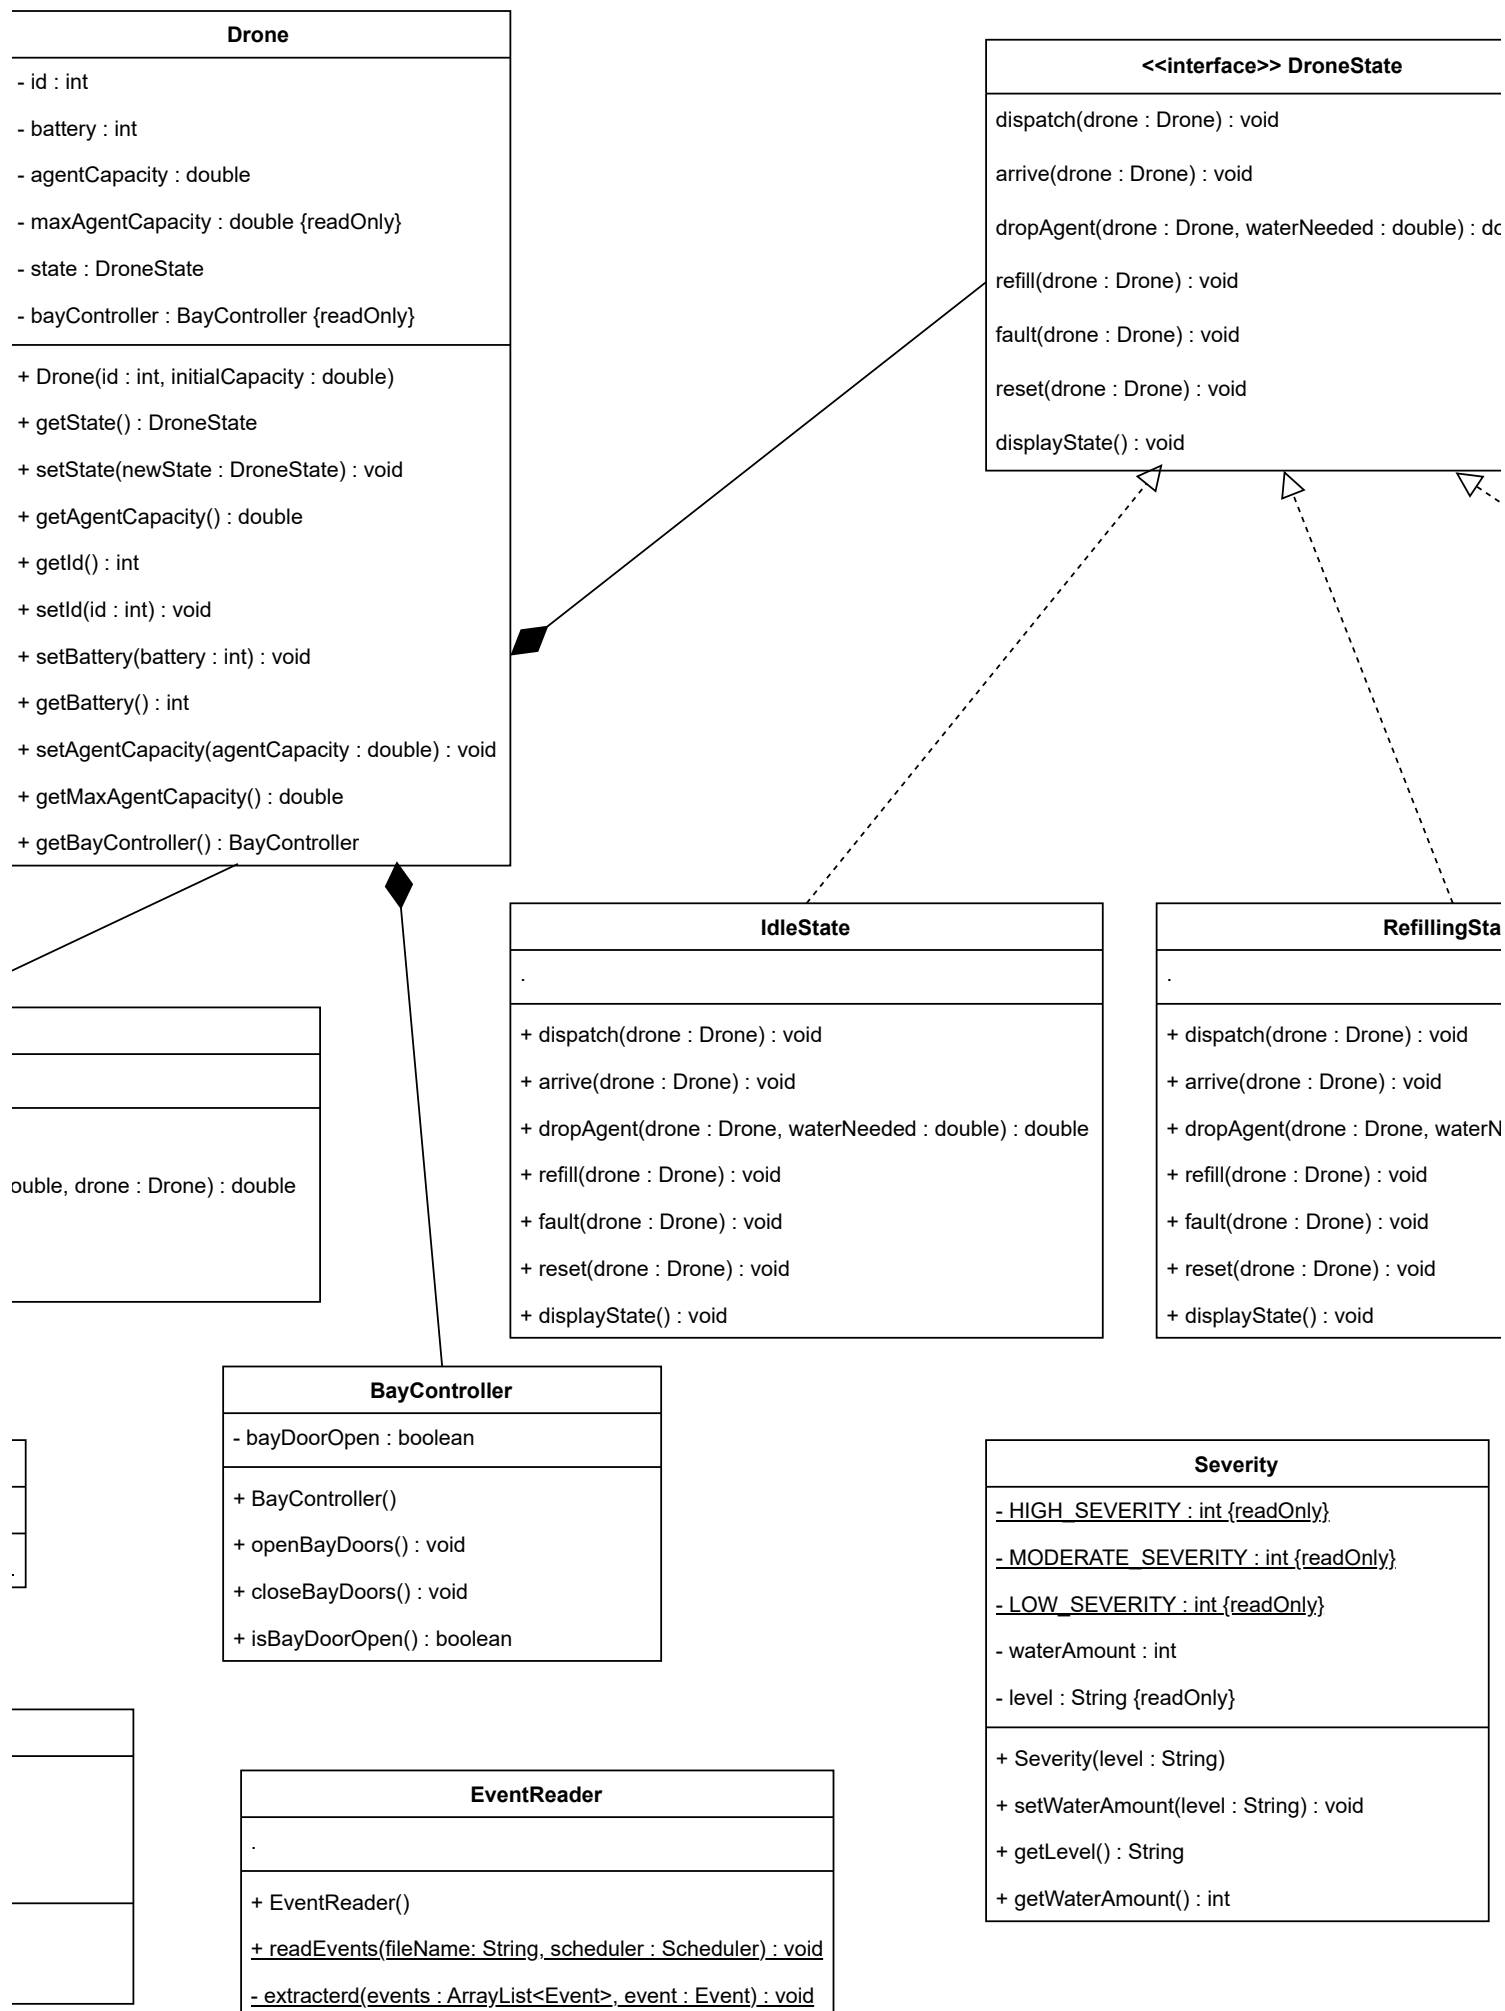 Drone
- id : int
- battery : int
- agentCapacity : double
- maxAgentCapacity : double {readOnly}
- state : DroneState
- bayController : BayController {readOnly}
+ Drone(id : int, initialCapacity : double)
+ getState() : DroneState
+ setState(newState : DroneState) : void
+ getAgentCapacity() : double
+ getId() : int
+ setId(id : int) : void
+ setBattery(battery : int) : void
+ getBattery() : int
+ setAgentCapacity(agentCapacity : double) : void
+ getMaxAgentCapacity() : double
+ getBayController() : BayController
<<interface>> DroneState
dispatch(drone : Drone) : void
arrive(drone : Drone) : void
dropAgent(drone : Drone, waterNeeded : double) :
refill(drone : Drone) : void
fault(drone : Drone) : void
reset(drone : Drone) : void
displayState() : void
IdleState
.
+ dispatch(drone : Drone) : void
+ arrive(drone : Drone) : void
+ dropAgent(drone : Drone, waterNeeded : double) : double
+ refill(drone : Drone) : void
+ fault(drone : Drone) : void
+ reset(drone : Drone) : void
+ displayState() : void
.
+ dispatch(drone : Drone) : void
+ arrive(drone : Drone) : void
+ dropAgent(drone : Drone,
+ refill(drone : Drone) : void
+ fault(drone : Drone) : void
+ reset(drone : Drone) : void
+ displayState() : void
drone : Drone) : double
BayController
- bayDoorOpen : boolean
+ BayController()
+ openBayDoors() : void
+ closeBayDoors() : void
+ isBayDoorOpen() : boolean
Severity
- HIGH_SEVERITY : int {readOnly}
- MODERATE_SEVERITY : int {readOnly}
- LOW_SEVERITY : int {readOnly}
- waterAmount : int
- level : String {readOnly}
+ Severity(level : String)
+ setWaterAmount(level : String) : void
+ getLevel() : String
+ getWaterAmount() : int
EventReader
.
+ EventReader()
+ readEvents(fileName: String, scheduler : Scheduler) : void
- extracterd(events : ArrayList<Event>, event : Event) : void